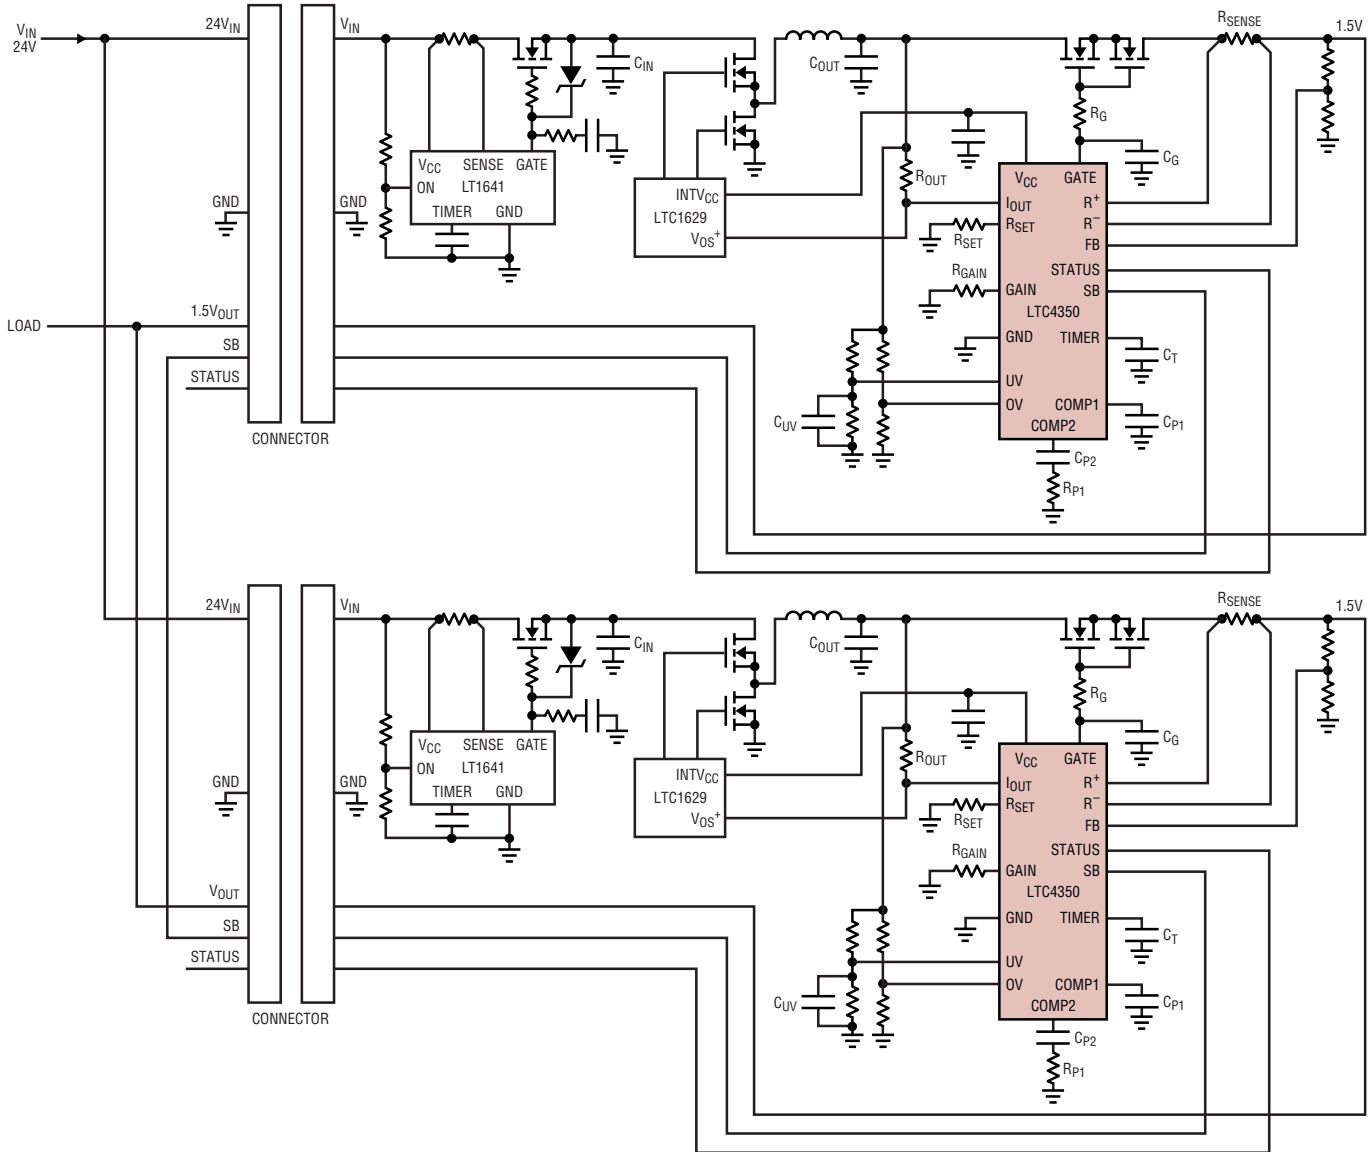 VIN
24V
24VIN
VIN
GND
GND
LOAD
1.5VOUT
SB
STATUS
CONNECTOR
VCC SENSE GATE
ON LT1641
TIMER GND
CIN
COUT
INTVCC
LTC1629
VOS+
ROUT
RSET
RGAIN
CUV
RG
CG
RSENSE
1.5V
VCC GATE
IOUT R+
RSET R−
FB
STATUS
GAIN SB
LTC4350
GND TIMER
UV
OV COMP1
COMP2
CT
CP1
CP2
RP1
24VIN
VIN
GND
GND
VOUT
SB
STATUS
CONNECTOR
VCC SENSE GATE
ON LT1641
TIMER GND
CIN
COUT
INTVCC
LTC1629
VOS+
ROUT
RSET
RGAIN
CUV
RG
CG
RSENSE
1.5V
VCC GATE
IOUT R+
RSET R−
FB
STATUS
GAIN SB
LTC4350
GND TIMER
UV
OV COMP1
COMP2
CT
CP1
CP2
RP1